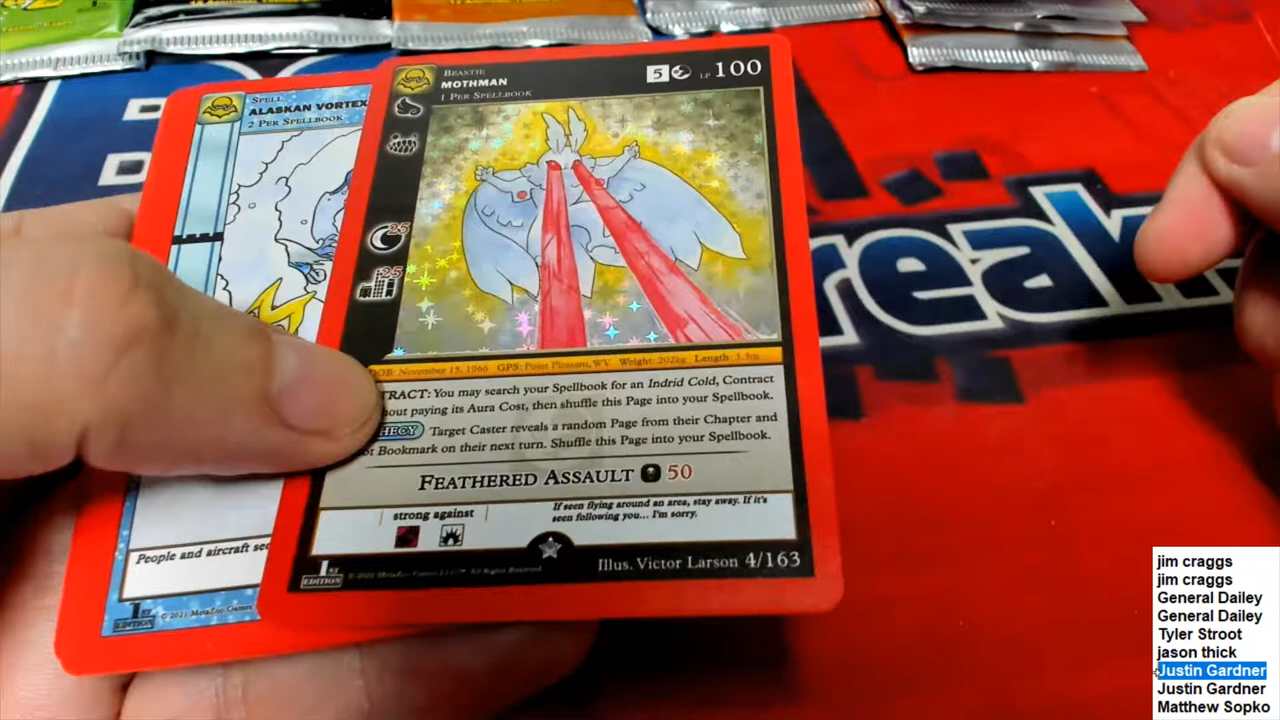 BEASTIE
MOTHMAN
1 PER SPELLBOOK
5
LP 100
SPELL
ALASKAN VORTEX
2 PER SPELLBOOK
25
25
DOB: November 15, 1966 GPS: Point Pleasant, WV Weight: 202kg Length: 3.3m
TRACT: You may search your Spellbook for an Indrid Cold, Contract
out paying its Aura Cost, then shuffle this Page into your Spellbook.
HECY Target Caster reveals a random Page from their Chapter and
ot Bookmark on their next turn. Shuffle this Page into your Spellbook.
FEATHERED ASSAULT 50
strong against
If seen flying around an area, stay away. If it's
seen following you... I'm sorry.
1ST
EDITION
Illus. Victor Larson 4/163
People and aircraft
1ST
EDITION
© 2021 MetaZoo Games
reak
jim craggs
jim craggs
General Dailey
General Dailey
Tyler Stroot
jason thick
Justin Gardner
Justin Gardner
Matthew Sopko